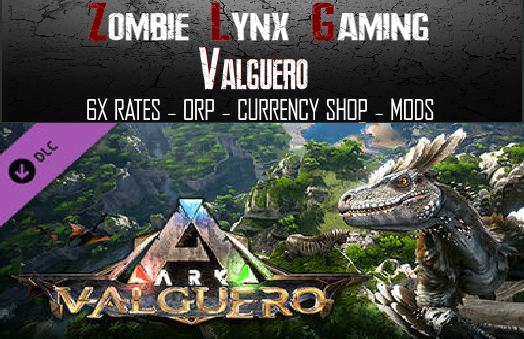 Zombie Lynx Gaming
Valguero
6X RATES - ORP - CURRENCY SHOP - MODS
DLC
ARK
VALGUERO